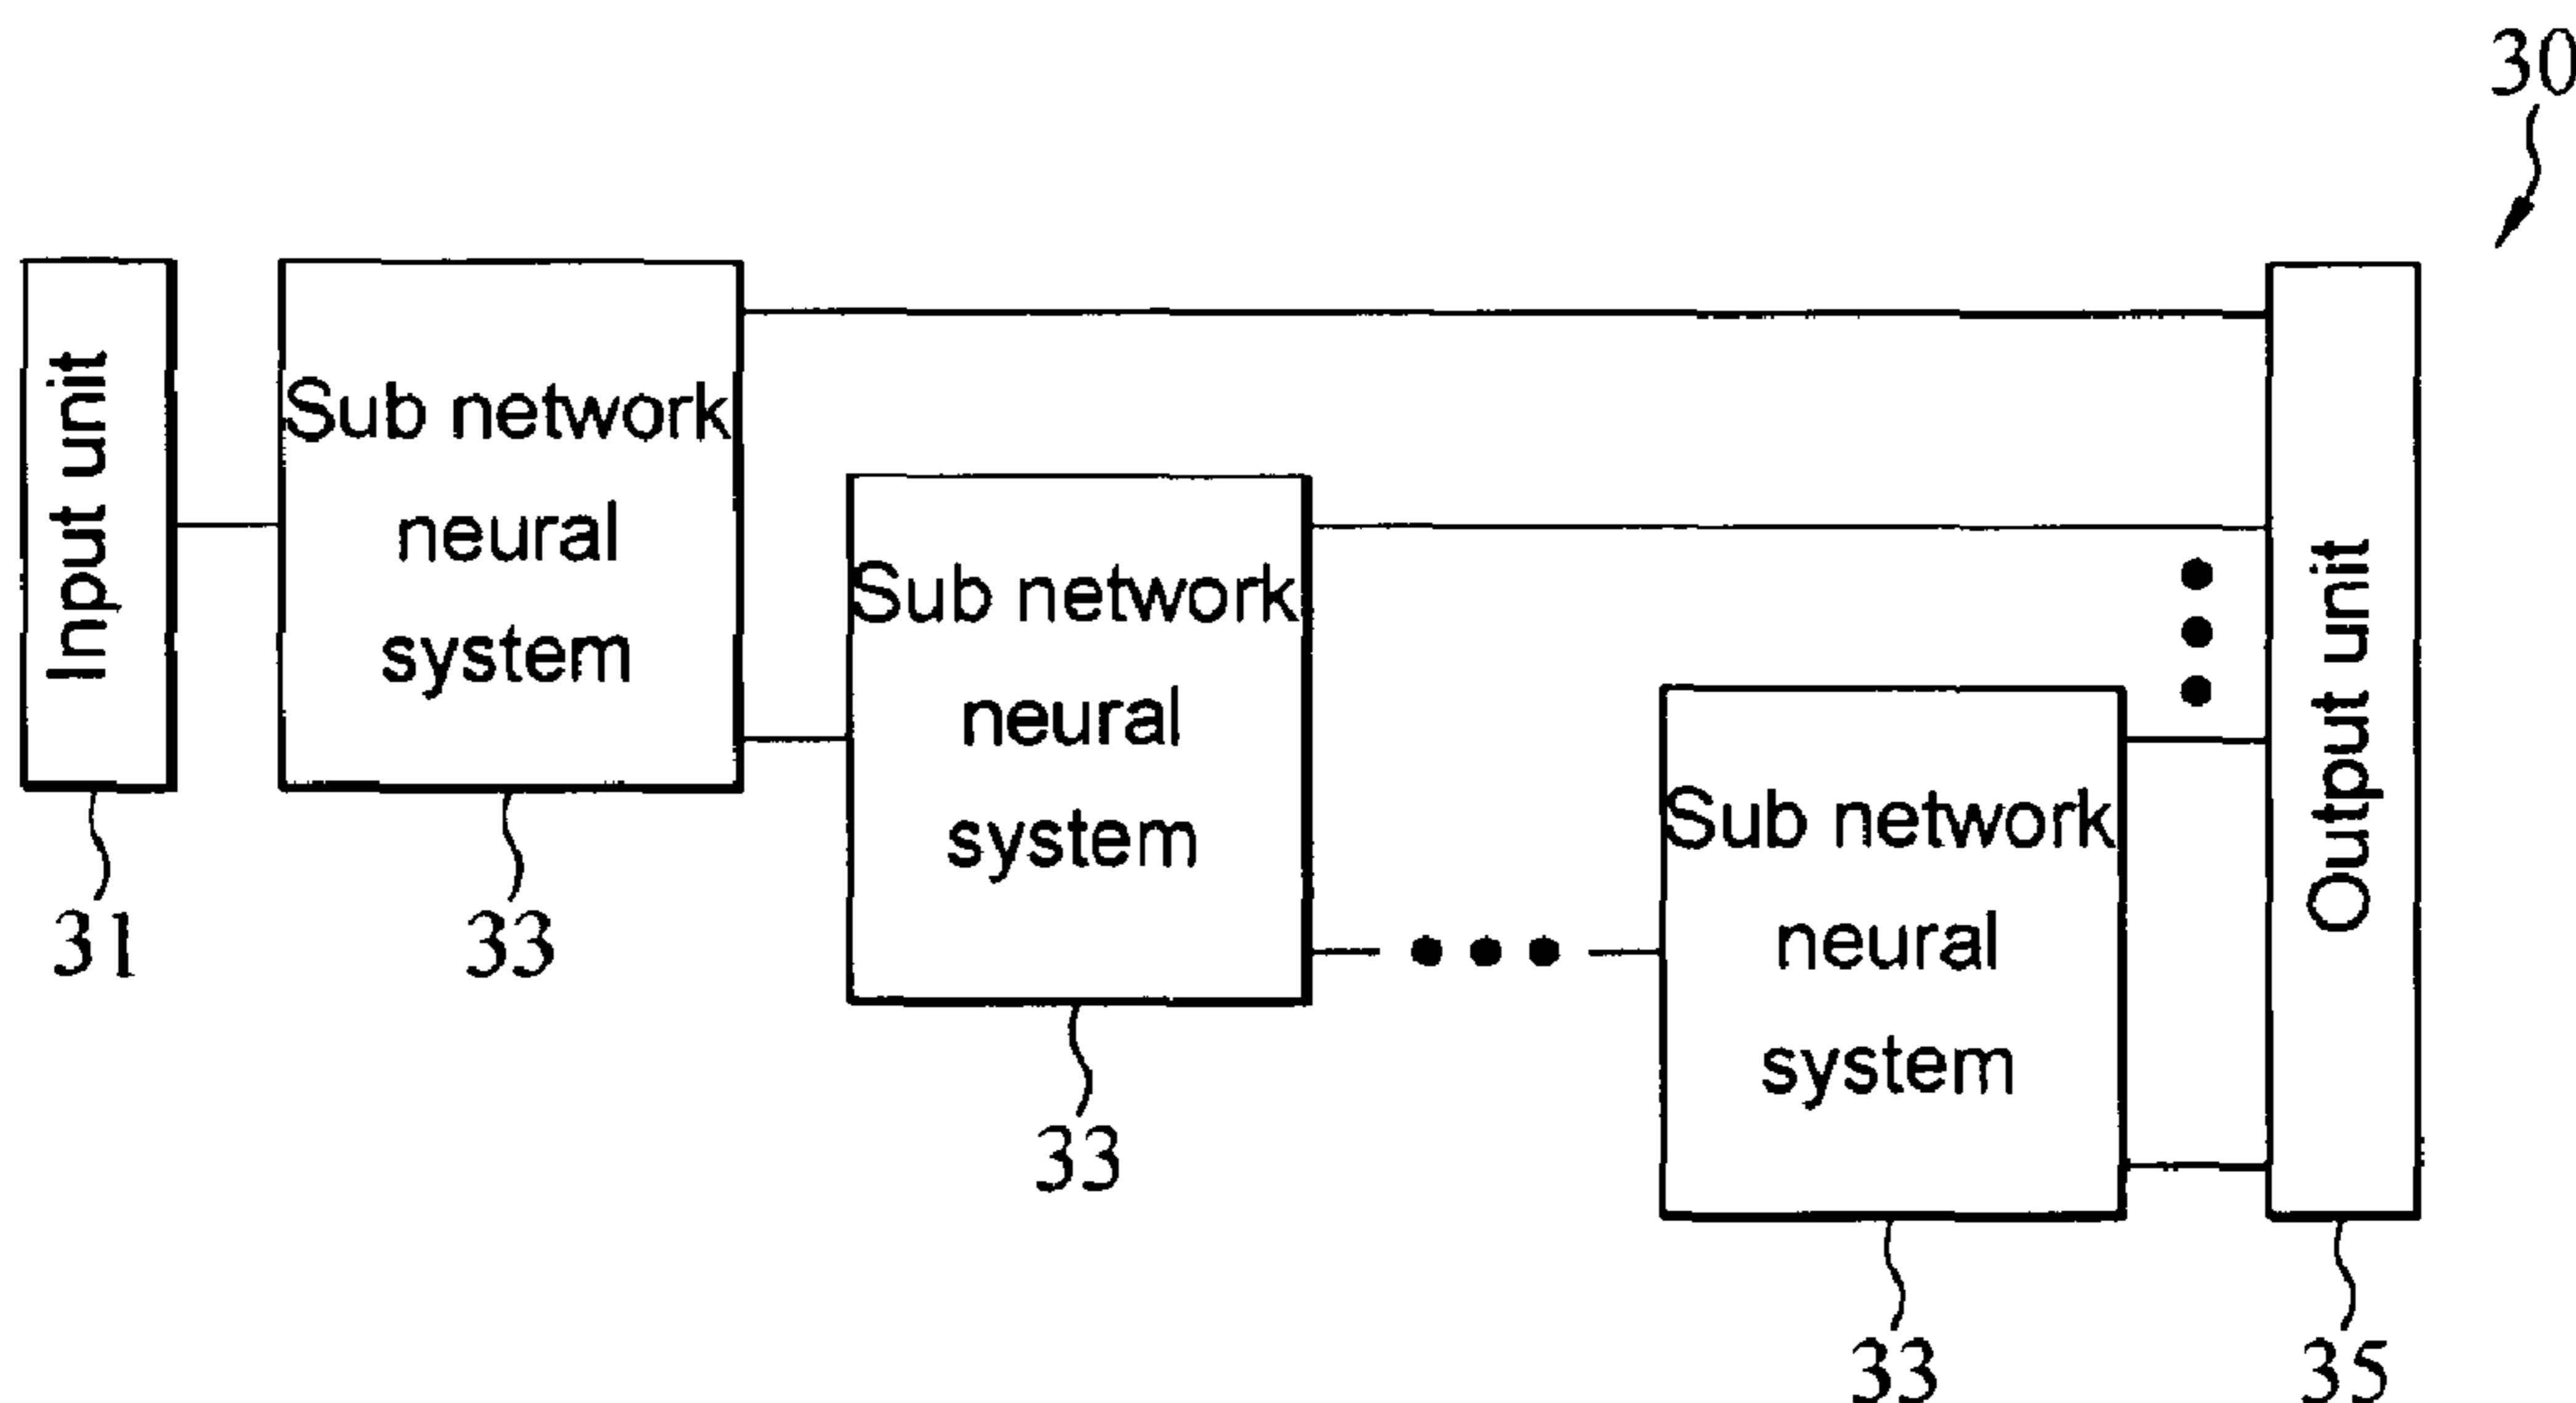 30
Input unit
Sub network
neural
system
Sub network
neural
system
Sub network
neural
system
Output unit
31
33
33
33
35